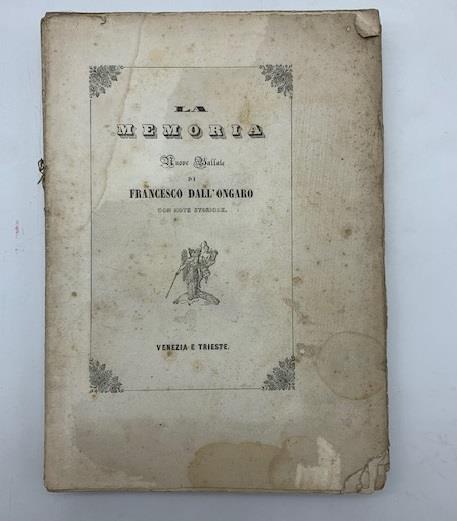 LA
MEMORIA
Nuove Ballate
DI
FRANCESCO DALL'ONGARO
CON NOTE STORICHE.
VENEZIA E TRIESTE.